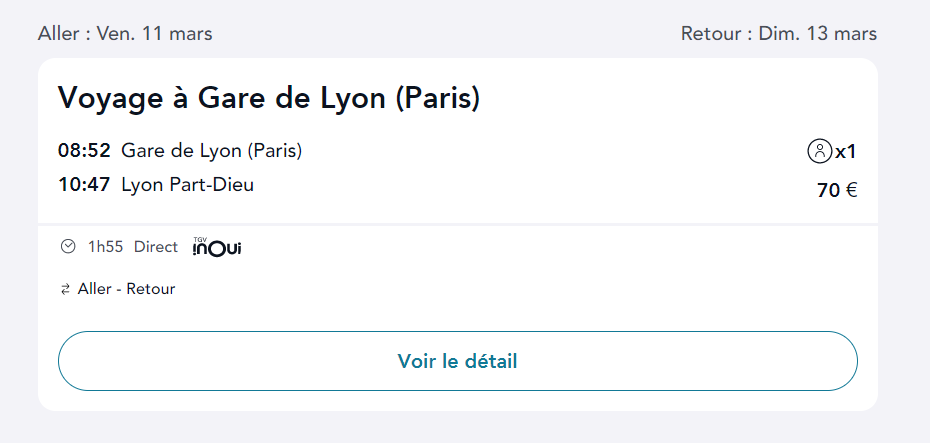 Aller : Ven. 11 mars
Retour : Dim. 13 mars
Voyage à Gare de Lyon (Paris)
08:52 Gare de Lyon (Paris)
x1
10:47 Lyon Part-Dieu
70 €
1h55 Direct TGV inOui
Aller - Retour
Voir le détail